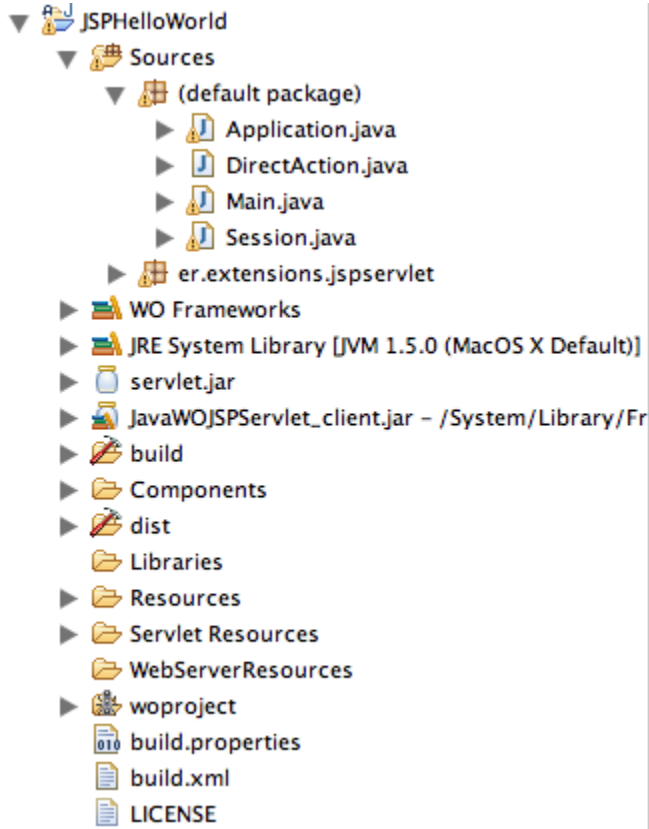 JSPHelloWorld
Sources
(default package)
Application.java
DirectAction.java
Main.java
Session.java
er.extensions.jspservlet
WO Frameworks
JRE System Library [JVM 1.5.0 (MacOS X Default)]
servlet.jar
JavaWOJSPServlet_client.jar – /System/Library/Fr
build
Components
dist
Libraries
Resources
Servlet Resources
WebServerResources
woproject
build.properties
build.xml
LICENSE